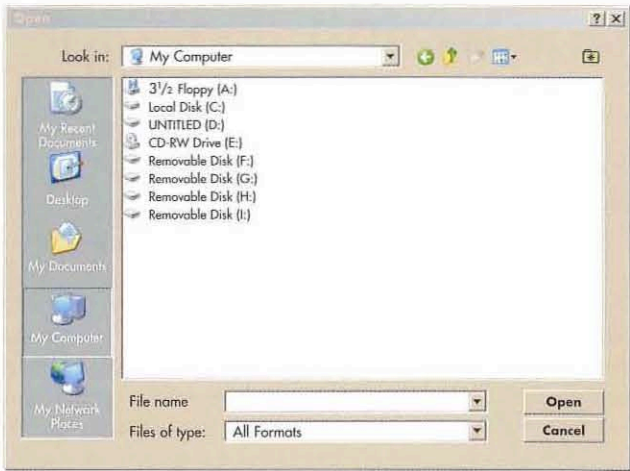 Open
? x
Look in: My Computer
3½ Floppy (A:)
Local Disk (C:)
UNTITLED (D:)
CD-RW Drive (E:)
Removable Disk (F:)
Removable Disk (G:)
Removable Disk (H:)
Removable Disk (I:)
My Recent
Documents
Desktop
My Documents
My Computer
My Network
Places
File name
Open
Files of type: All Formats
Cancel